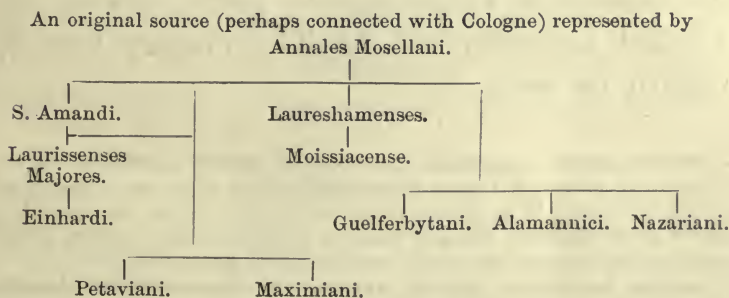 An original source (perhaps connected with Cologne) represented by
Annales Mosellani.
S. Amandi. Laureshamenses.
Laurissenses Moissiacense.
Majores.
Einhardi. Guelferbytani. Alamannici. Nazariani.
Petaviani. Maximiani.